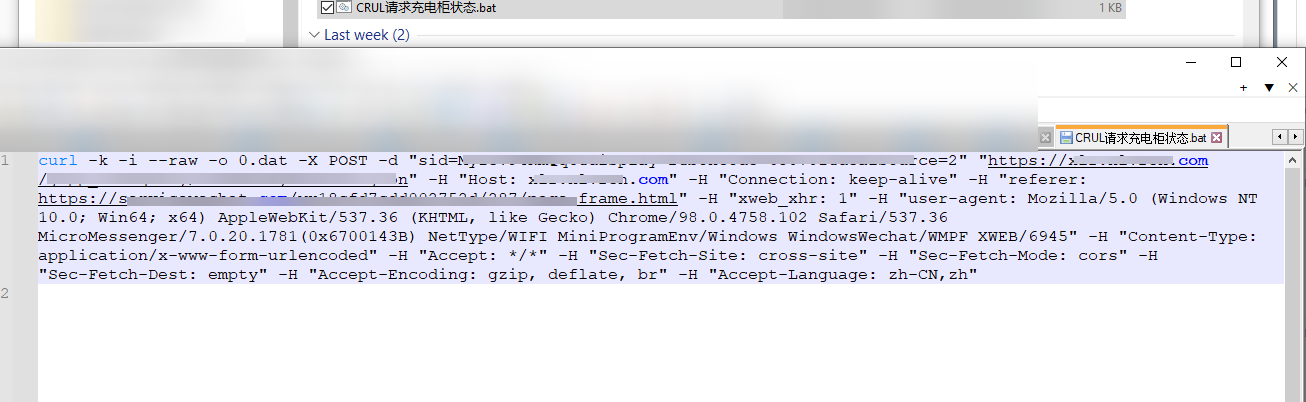 CRUL请求充电柜状态.bat
1 KB
Last week (2)
CRUL请求充电柜状态.bat
1 curl -k -i --raw -o 0.dat -X POST -d "sid= =2" "https:// .com
/ on" -H "Host: .com" -H "Connection: keep-alive" -H "referer:
https:// frame.html" -H "xweb_xhr: 1" -H "user-agent: Mozilla/5.0 (Windows NT
10.0; Win64; x64) AppleWebKit/537.36 (KHTML, like Gecko) Chrome/98.0.4758.102 Safari/537.36
MicroMessenger/7.0.20.1781(0x6700143B) NetType/WIFI MiniProgramEnv/Windows WindowsWechat/WMPF XWEB/6945" -H "Content-Type:
application/x-www-form-urlencoded" -H "Accept: */*" -H "Sec-Fetch-Site: cross-site" -H "Sec-Fetch-Mode: cors" -H
"Sec-Fetch-Dest: empty" -H "Accept-Encoding: gzip, deflate, br" -H "Accept-Language: zh-CN,zh"
2